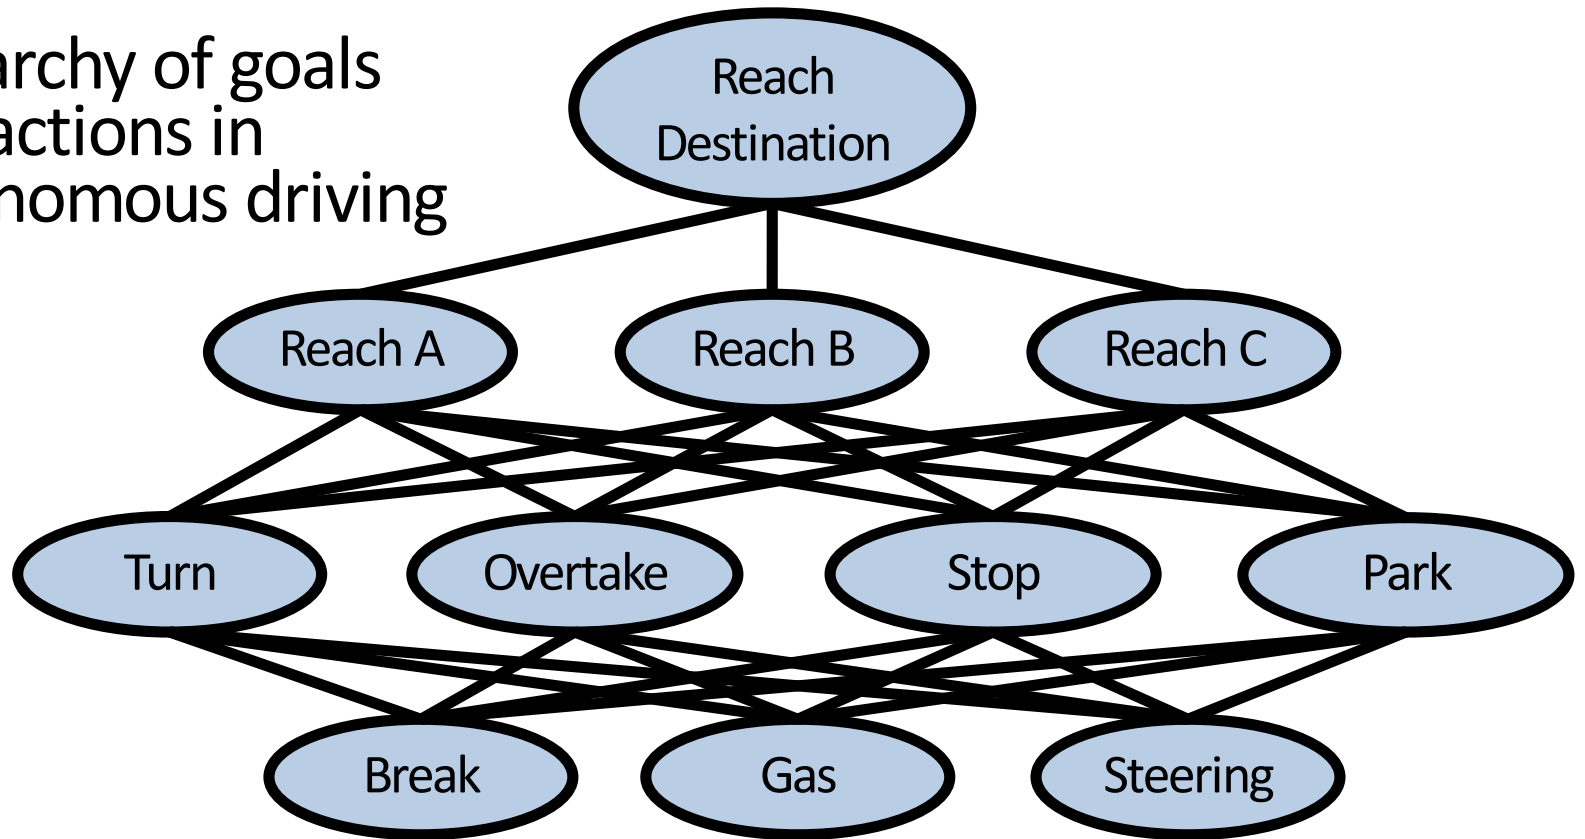 archy of goals
actions in
nomous driving
Reach
Destination
Reach A
Reach B
Reach C
Turn
Overtake
Stop
Park
Break
Gas
Steering